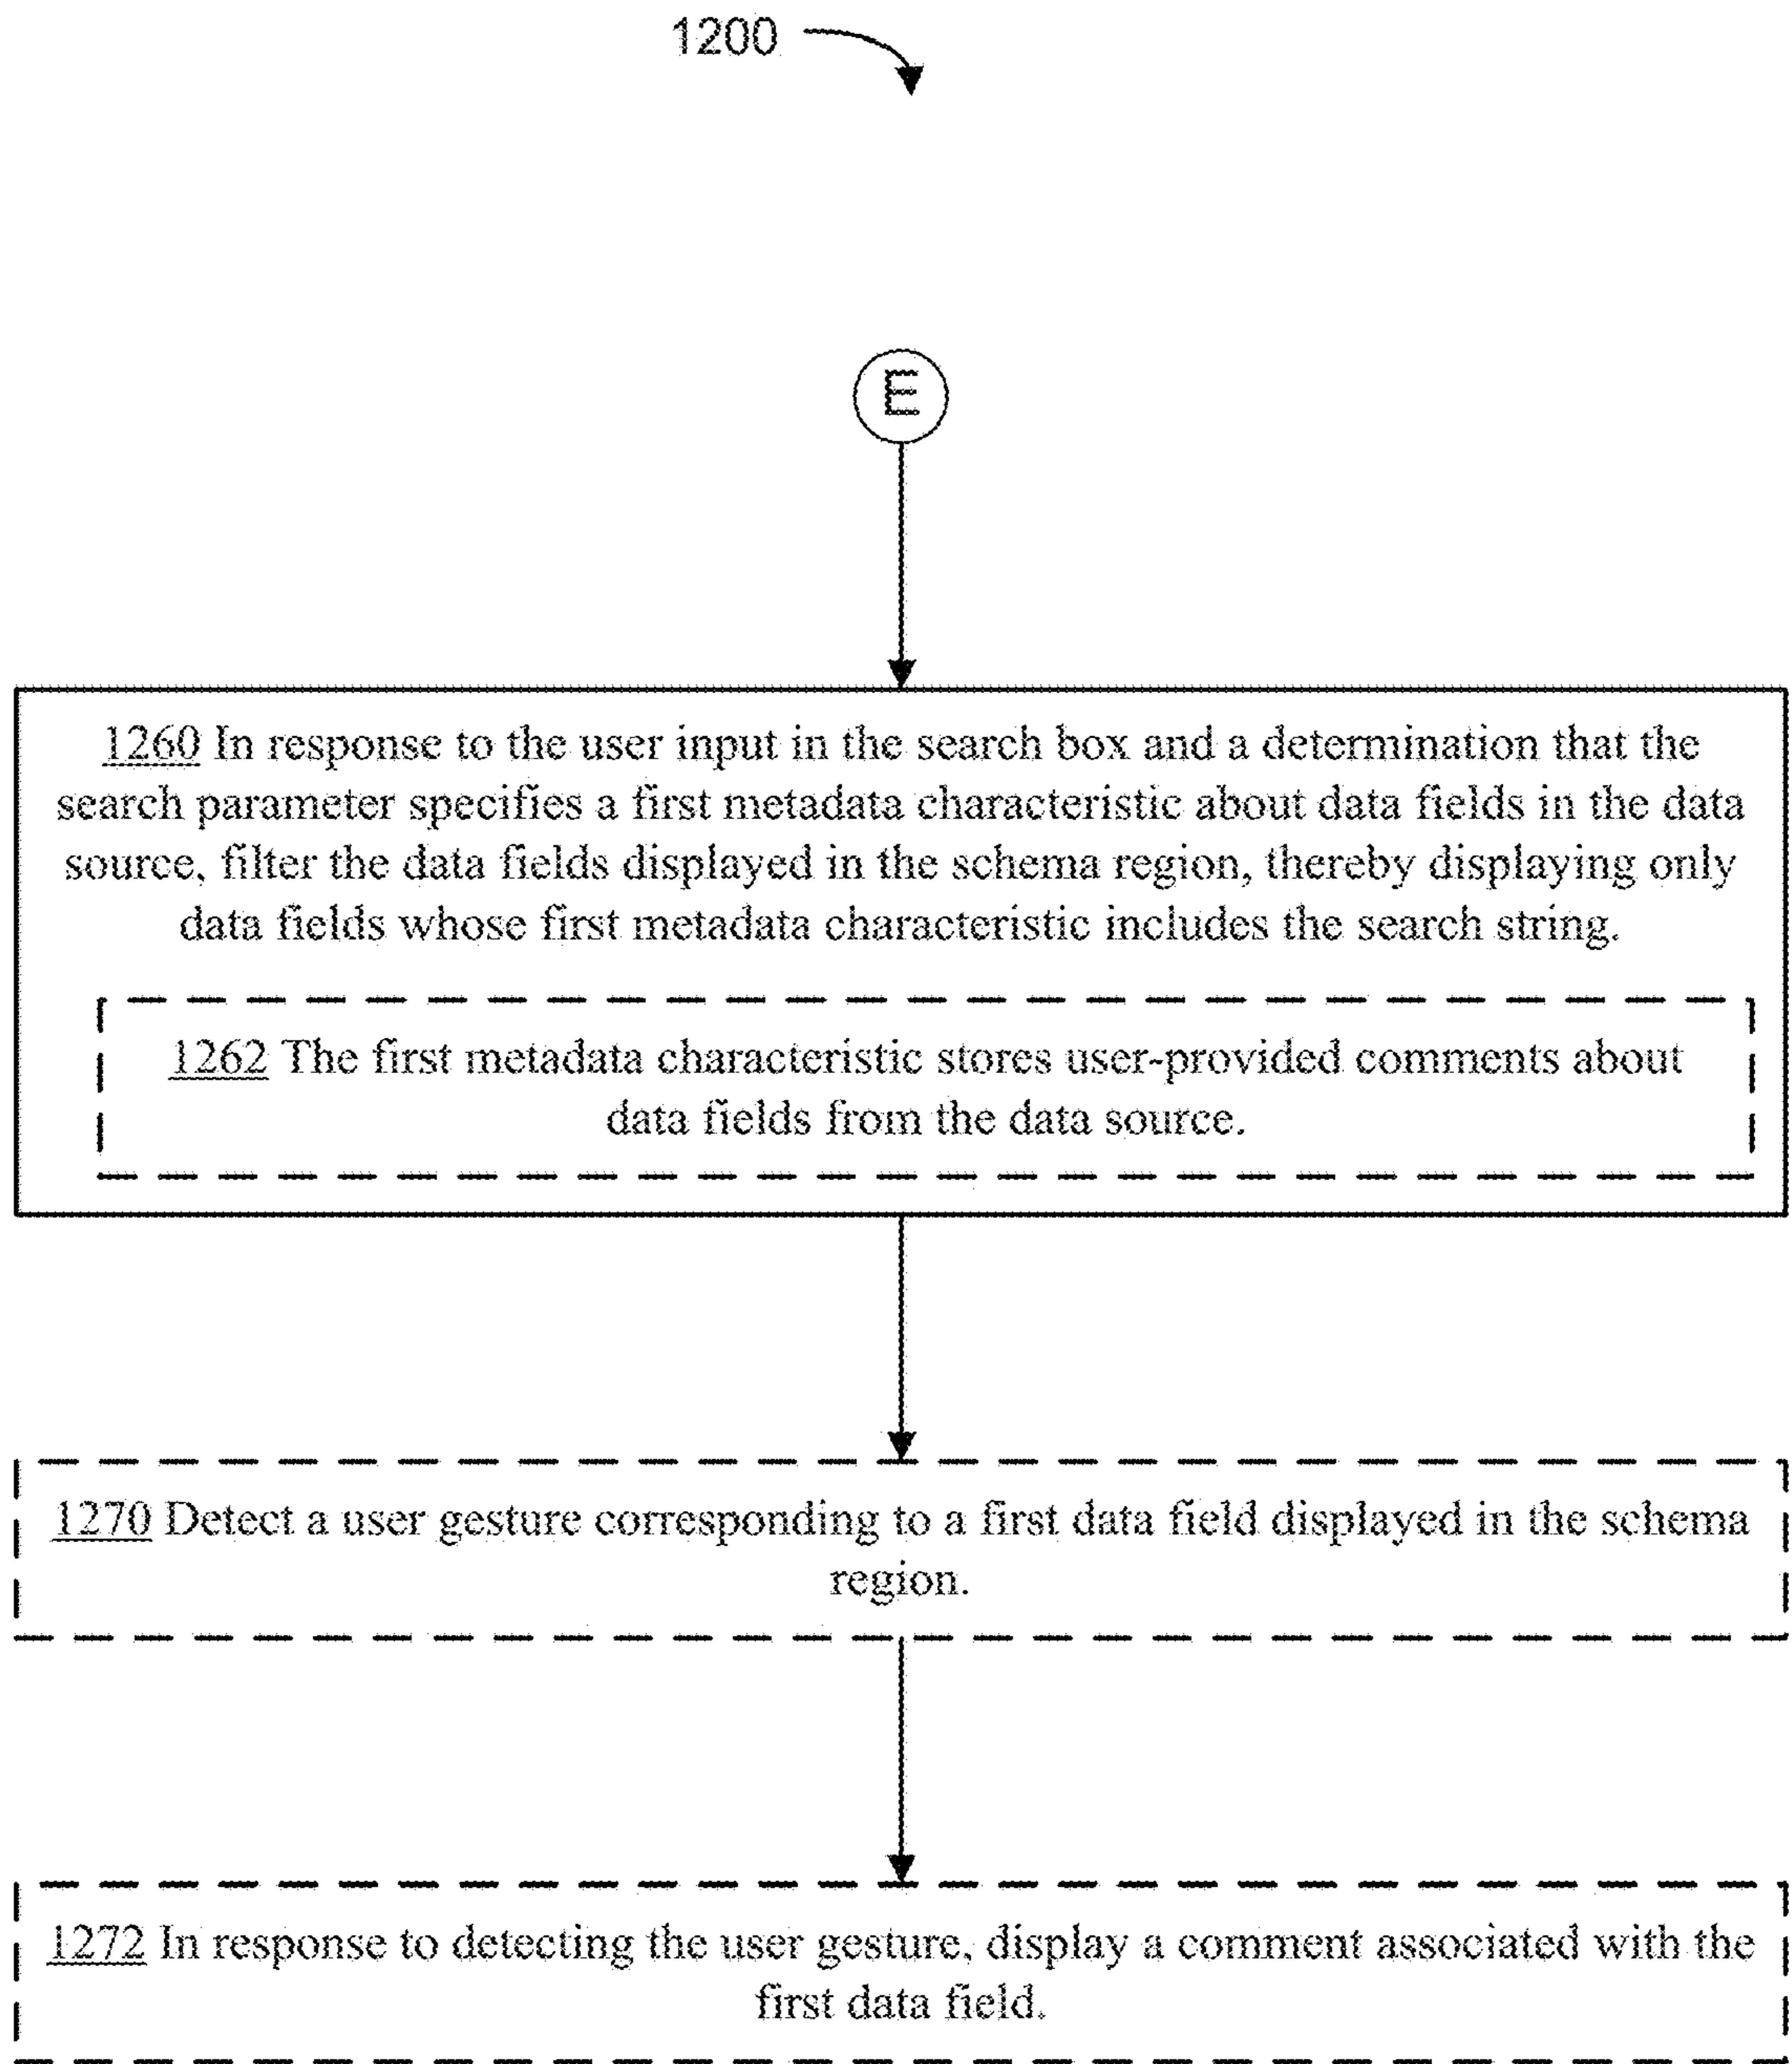 1200
E
1260 In response to the user input in the search box and a determination that the
search parameter specifies a first metadata characteristic about data fields in the data
source, filter the data fields displayed in the schema region, thereby displaying only
data fields whose first metadata characteristic includes the search string.
1262 The first metadata characteristic stores user-provided comments about
data fields from the data source.
1270 Detect a user gesture corresponding to a first data field displayed in the schema
region.
1272 In response to detecting the user gesture, display a comment associated with the
first data field.